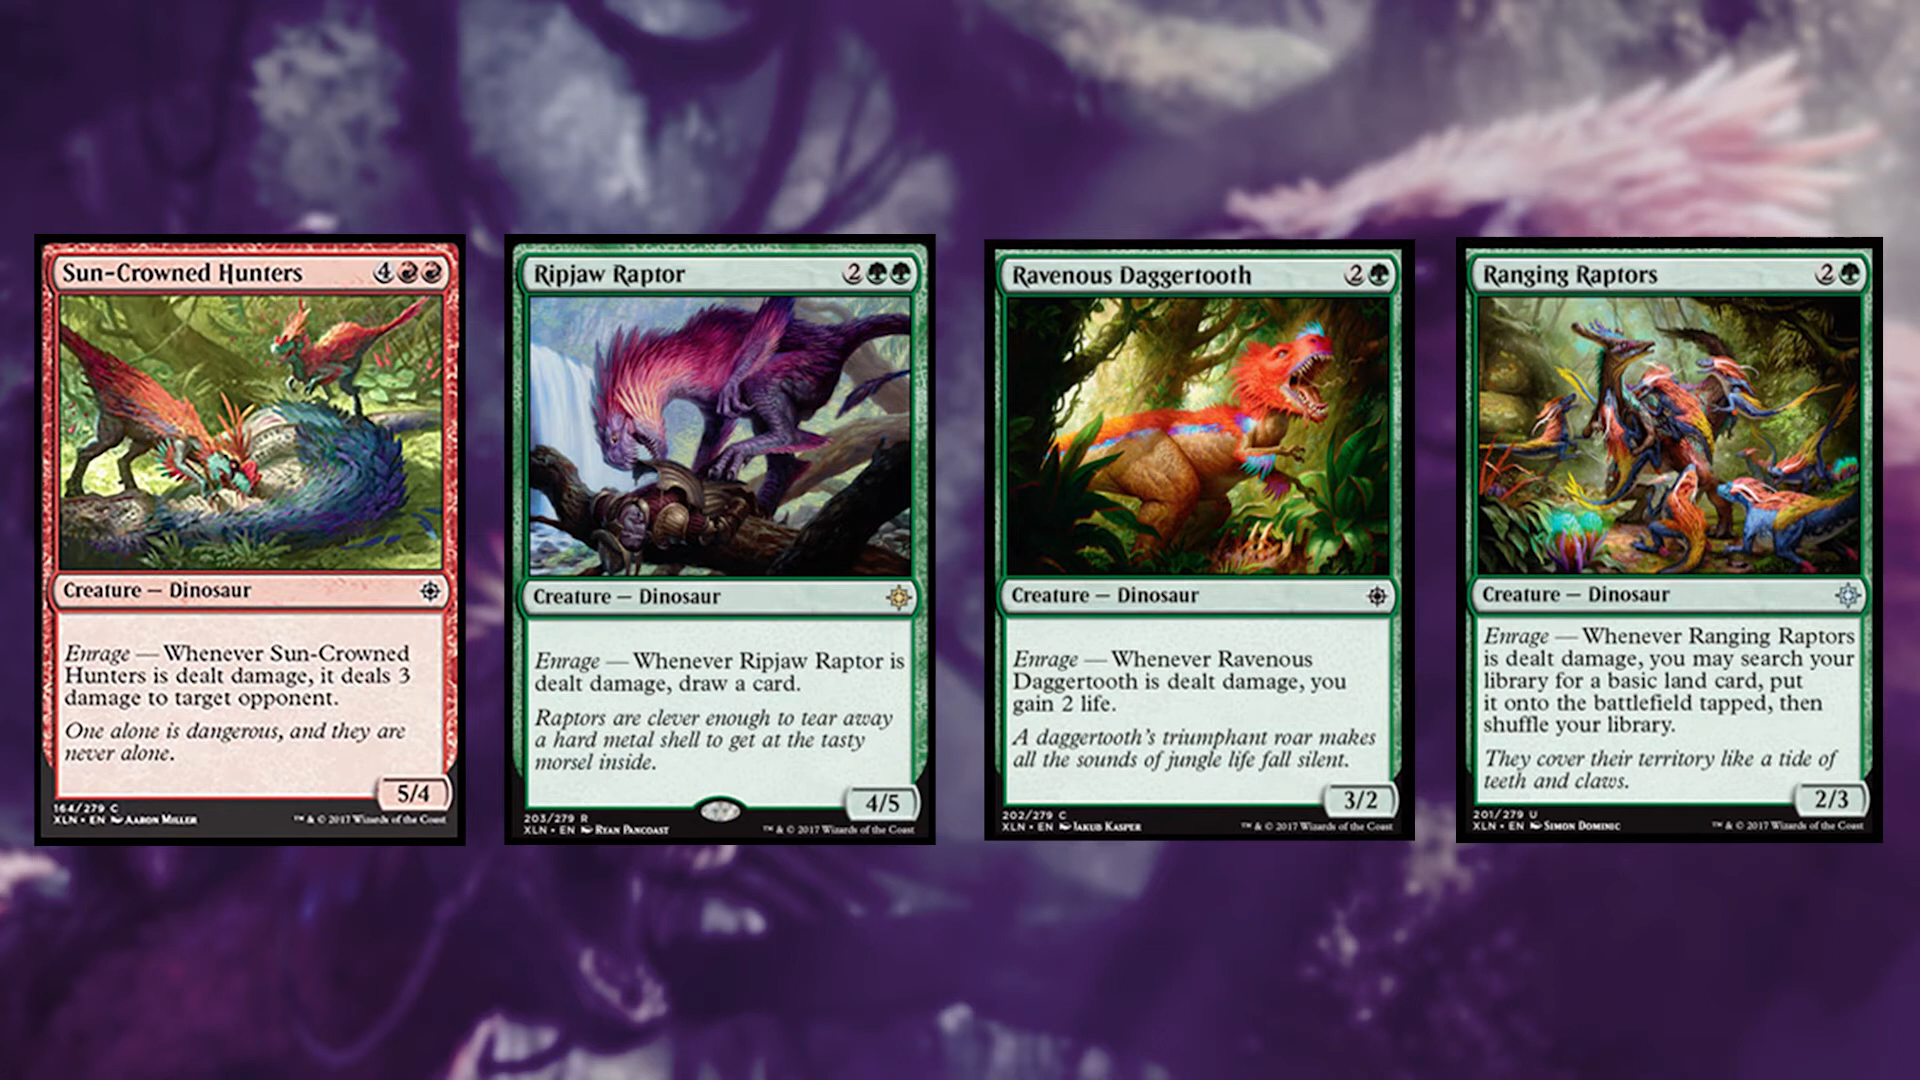 Sun-Crowned Hunters 4
Creature — Dinosaur
Enrage — Whenever Sun-Crowned
Hunters is dealt damage, it deals 3
damage to target opponent.
One alone is dangerous, and they are
never alone.
5/4
164/279 C
XLN • EN Aaron Miller
™ & © 2017 Wizards of the Coast
Ripjaw Raptor 2
Creature — Dinosaur
Enrage — Whenever Ripjaw Raptor is
dealt damage, draw a card.
Raptors are clever enough to tear away
a hard metal shell to get at the tasty
morsel inside.
4/5
203/279 R
XLN • EN Ryan Pancoast
™ & © 2017 Wizards of the Coast
Ravenous Daggertooth 2
Creature — Dinosaur
Enrage — Whenever Ravenous
Daggertooth is dealt damage, you
gain 2 life.
A daggertooth's triumphant roar makes
all the sounds of jungle life fall silent.
3/2
202/279 C
XLN • EN Jakub Kasper
™ & © 2017 Wizards of the Coast
Ranging Raptors 2
Creature — Dinosaur
Enrage — Whenever Ranging Raptors
is dealt damage, you may search your
library for a basic land card, put
it onto the battlefield tapped, then
shuffle your library.
They cover their territory like a tide of
teeth and claws.
2/3
201/279 U
XLN • EN Simon Dominic
™ & © 2017 Wizards of the Coast